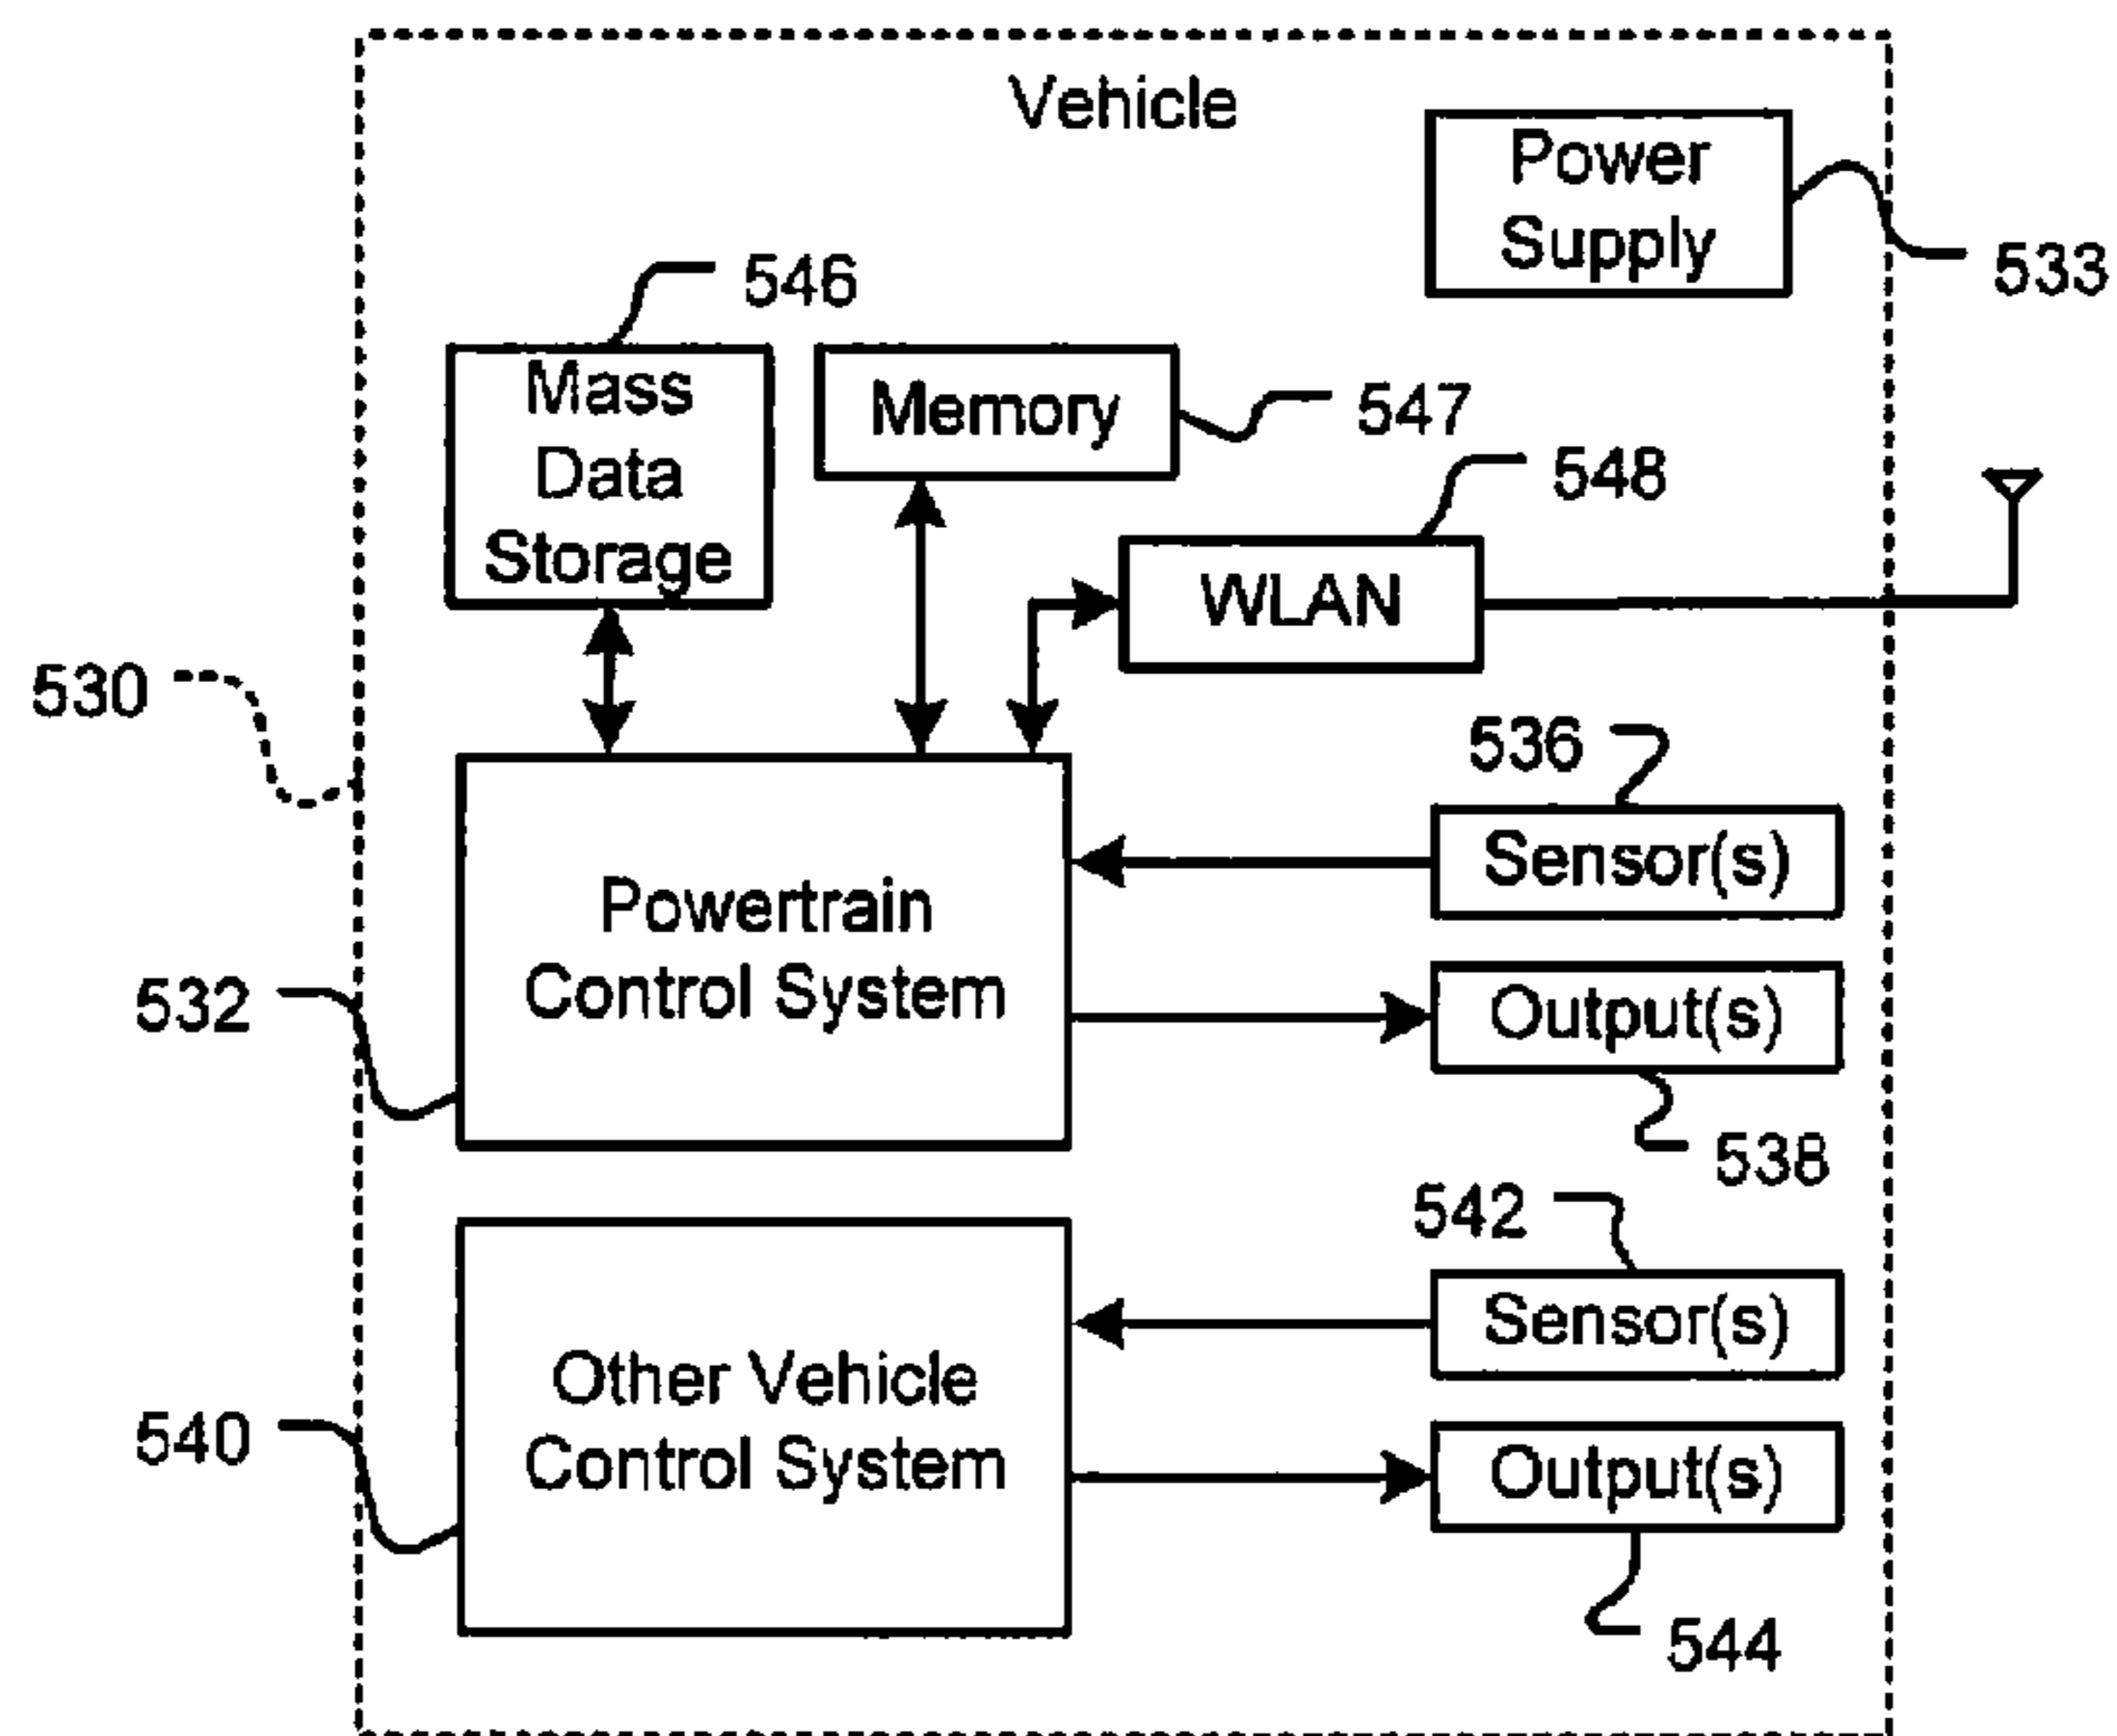 Vehicle
Power
Supply
533
546
Mass
Data
Storage
Memory
547
548
WLAN
530
536
Sensor(s)
Powertrain
Control System
532
Output(s)
538
542
Sensor(s)
Other Vehicle
Control System
540
Output(s)
544